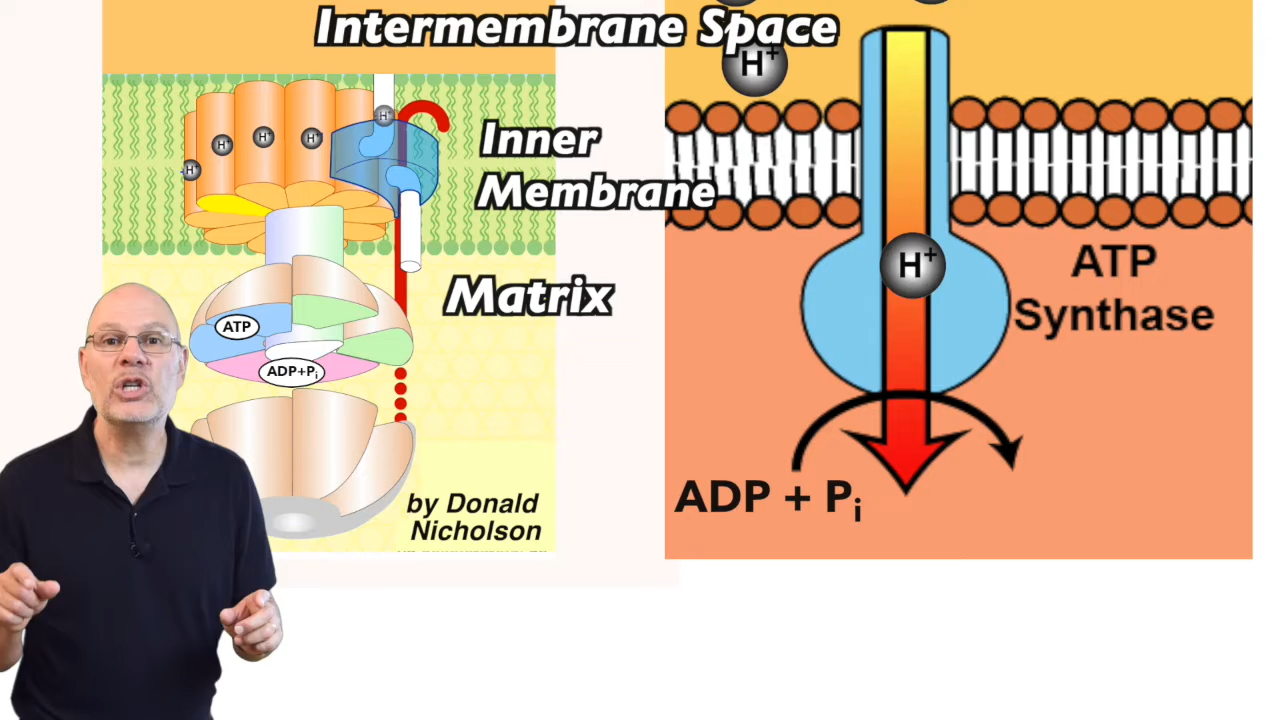 Intermembrane Space
H+
H+
H+
H+
H+
H+
Inner
Membrane
Matrix
ATP
ADP+Pi
by Donald
Nicholson
H+
ATP
Synthase
ADP + Pi